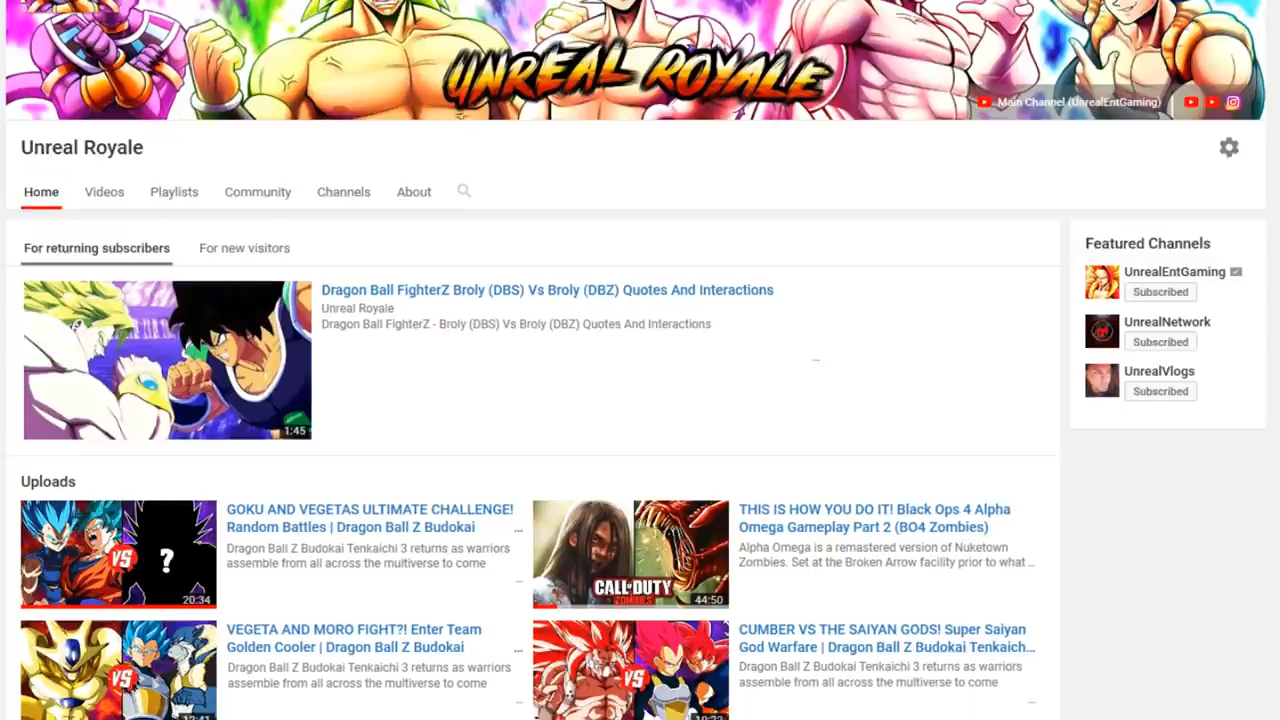 UNREAL ROYALE
Main Channel (UnrealEntGaming)
Unreal Royale
Home Videos Playlists Community Channels About
For returning subscribers For new visitors
Dragon Ball FighterZ Broly (DBS) Vs Broly (DBZ) Quotes And Interactions
Unreal Royale
Dragon Ball FighterZ - Broly (DBS) Vs Broly (DBZ) Quotes And Interactions
1:45
Featured Channels
UnrealEntGaming
Subscribed
UnrealNetwork
Subscribed
UnrealVlogs
Subscribed
Uploads
VS
?
20:34
GOKU AND VEGETAS ULTIMATE CHALLENGE!
Random Battles | Dragon Ball Z Budokai ...
Dragon Ball Z Budokai Tenkaichi 3 returns as warriors
assemble from all across the multiverse to come
CALL OF DUTY
ZOMBIES
44:50
THIS IS HOW YOU DO IT! Black Ops 4 Alpha
Omega Gameplay Part 2 (BO4 Zombies)
Alpha Omega is a remastered version of Nuketown
Zombies. Set at the Broken Arrow facility prior to what ...
VS
12:41
VEGETA AND MORO FIGHT?! Enter Team
Golden Cooler | Dragon Ball Z Budokai ...
Dragon Ball Z Budokai Tenkaichi 3 returns as warriors
assemble from all across the multiverse to come
VS
CUMBER VS THE SAIYAN GODS! Super Saiyan
God Warfare | Dragon Ball Z Budokai Tenkaich...
Dragon Ball Z Budokai Tenkaichi 3 returns as warriors
assemble from all across the multiverse to come